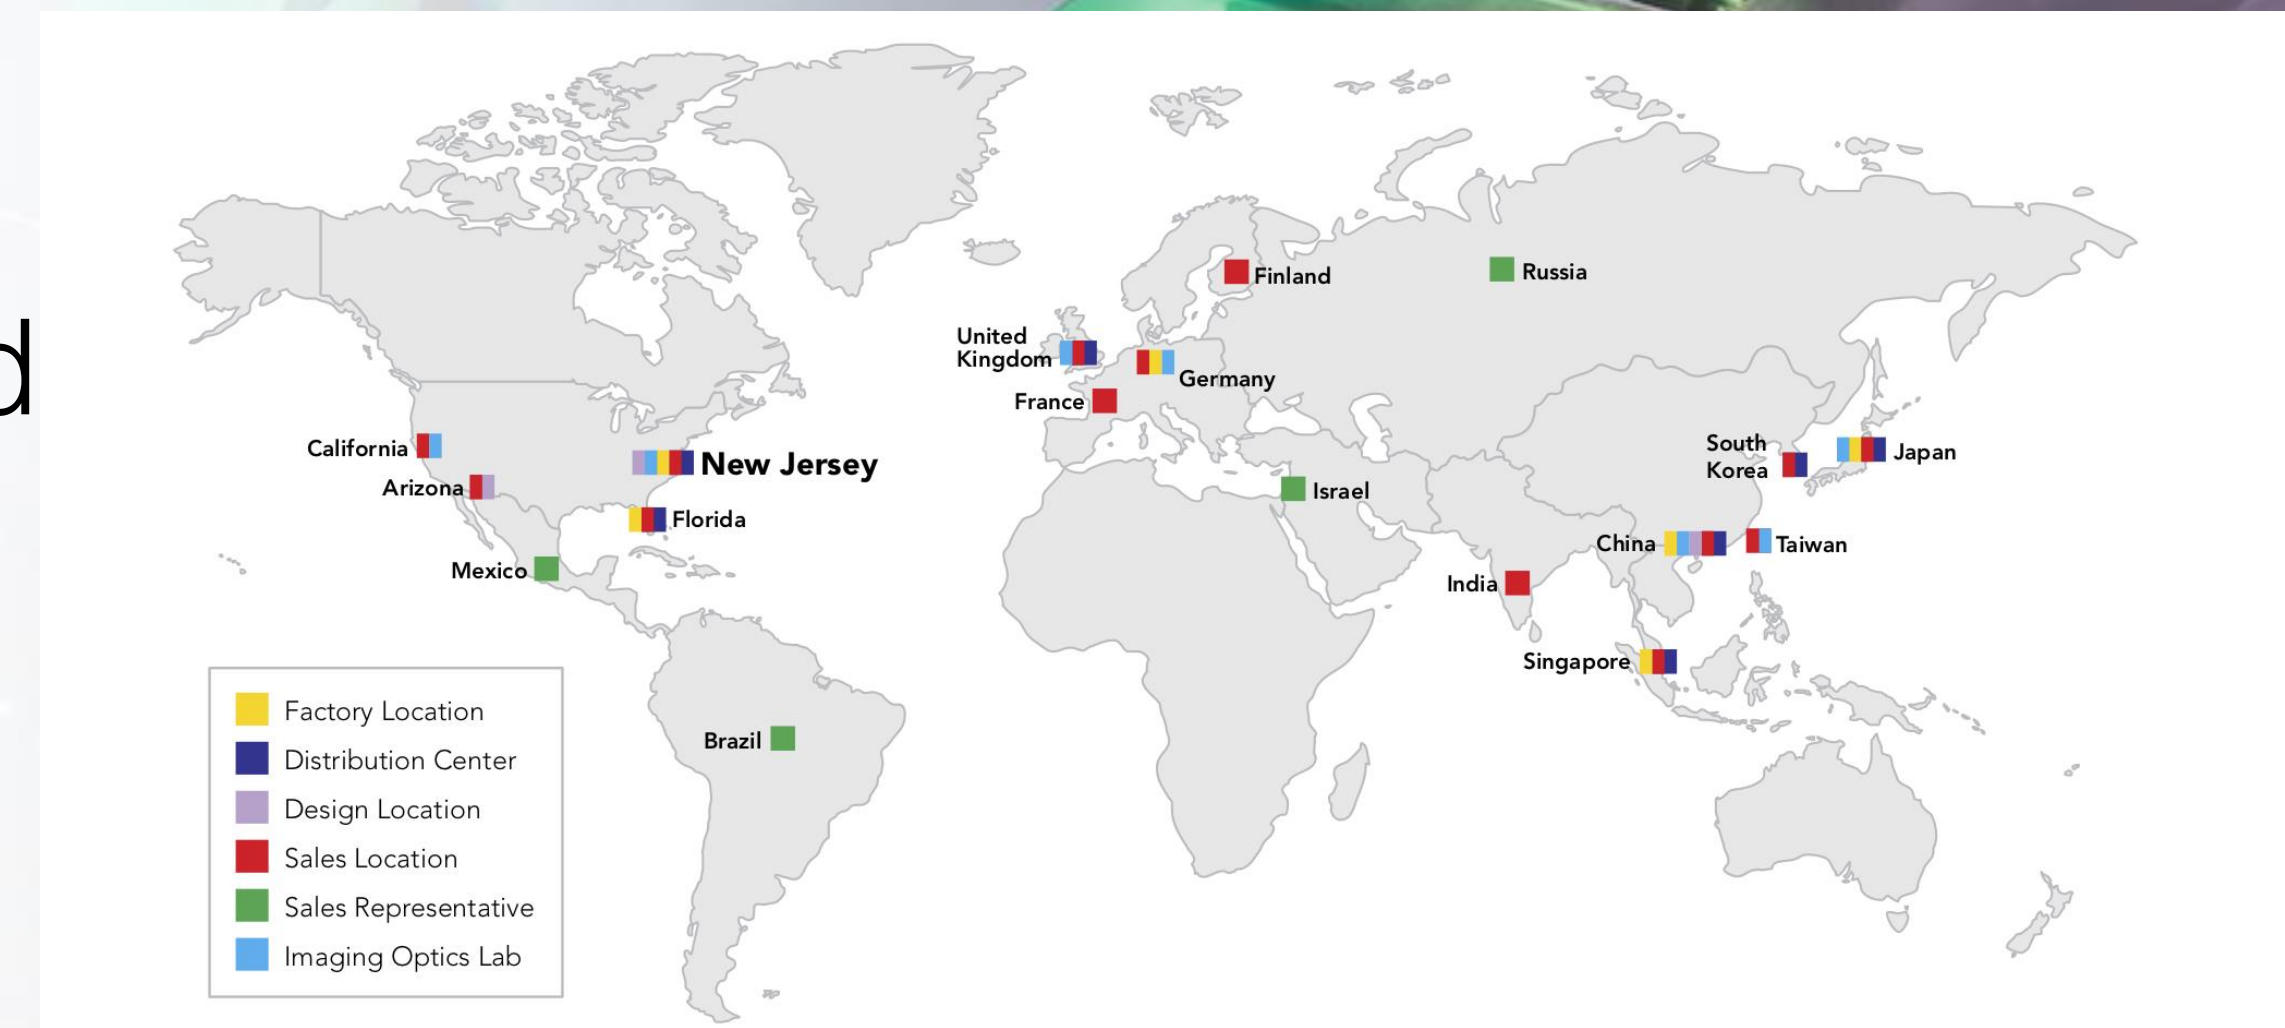 d
Finland
Russia
United
Kingdom
Germany
France
California
New Jersey
Arizona
South
Korea
Japan
Israel
Florida
China
Taiwan
Mexico
India
Singapore
Brazil
Factory Location
Distribution Center
Design Location
Sales Location
Sales Representative
Imaging Optics Lab